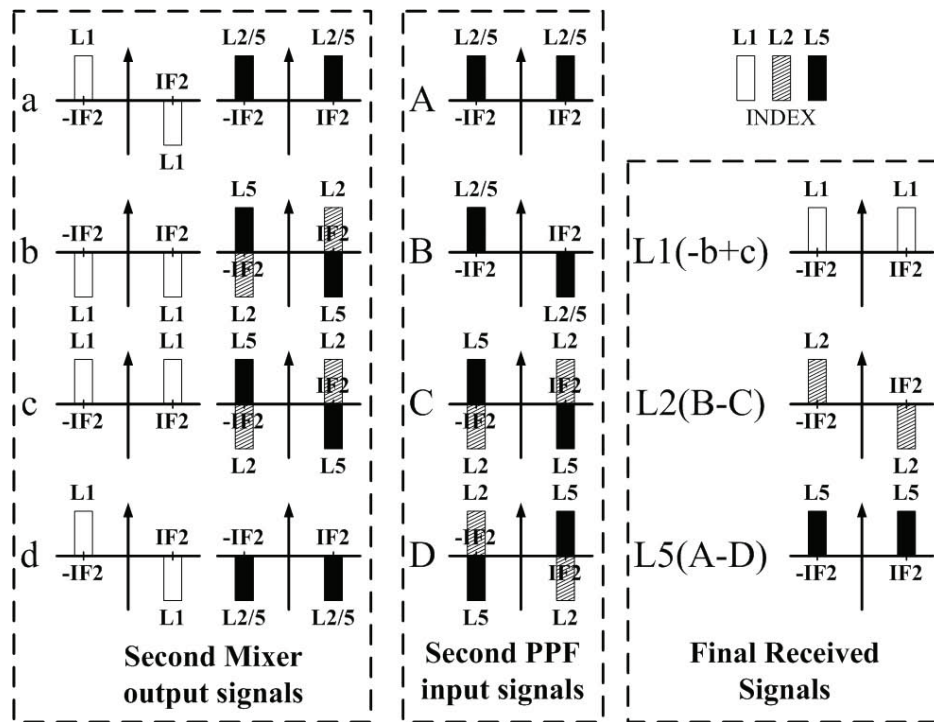 L1 L2/5 L2/5
IF2
a -IF2 -IF2 IF2
L1
L5 L2
b -IF2 IF2 -IF2 IF2
L1 L1 L2 L5
L1 L1 L5 L2
c -IF2 IF2 -IF2 IF2
L2 L5
L1
d -IF2 IF2 -IF2 IF2
L1 L2/5 L2/5
Second Mixer
output signals
L2/5 L2/5
A -IF2 IF2
L2/5
B -IF2 IF2
L2/5
L5 L2
C -IF2 IF2
L2 L5
L2 L5
D -IF2 IF2
L5 L2
Second PPF
input signals
L1 L2 L5
INDEX
L1 L1
L1(-b+c) -IF2 IF2
L2
L2(B-C) -IF2 IF2
L2
L5 L5
L5(A-D) -IF2 IF2
Final Received
Signals